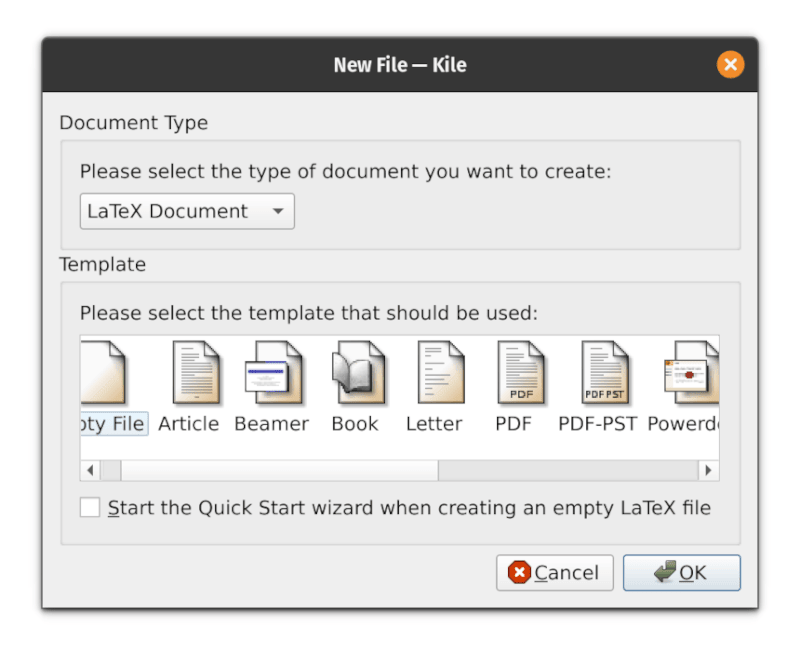 New File — Kile
Document Type
Please select the type of document you want to create:
LaTeX Document
Template
Please select the template that should be used:
PDF PDF PST
pty File Article Beamer Book Letter PDF PDF-PST Powerd
Start the Quick Start wizard when creating an empty LaTeX file
Cancel OK